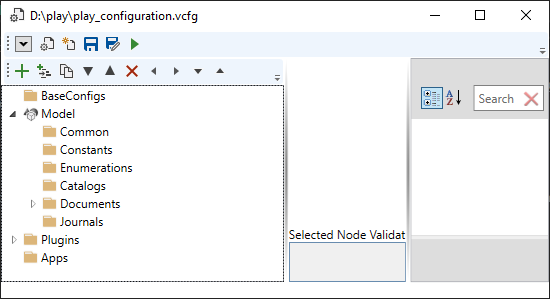 D:\play\play_configuration.vcfg
BaseConfigs
Model
Common
Constants
Enumerations
Catalogs
Documents
Journals
Plugins
Apps
Selected Node Validat
A
Z
Search